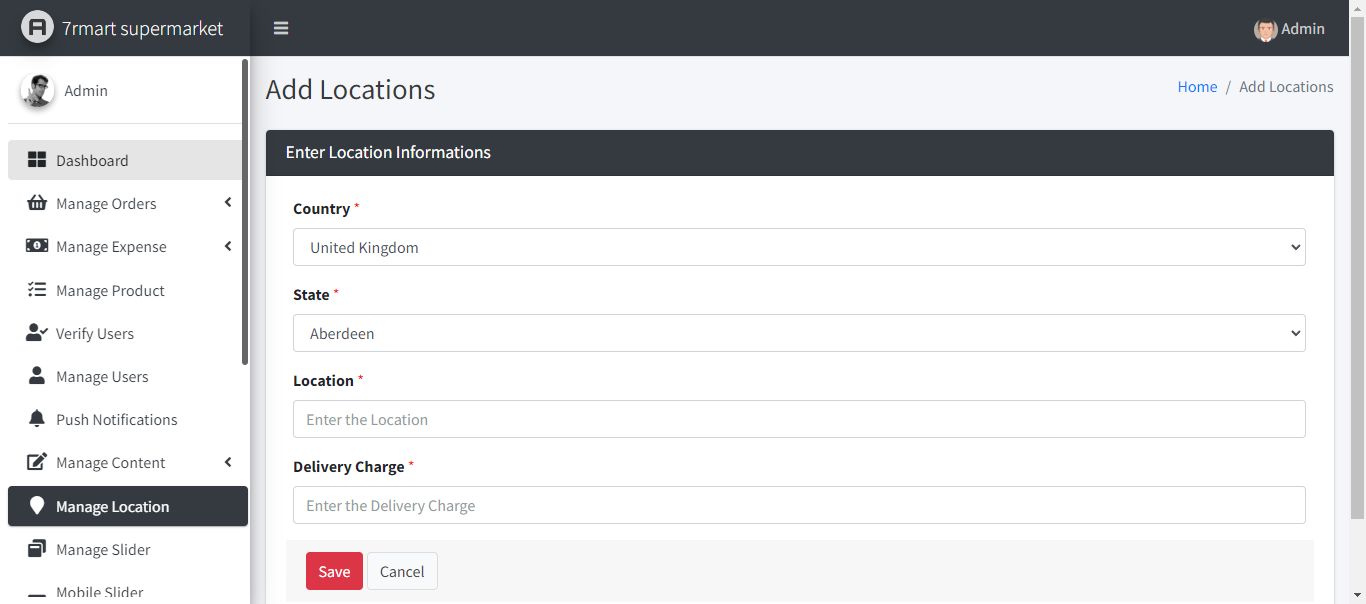 7rmart supermarket
Admin
Admin
Add Locations
Home / Add Locations
Dashboard
Manage Orders
Manage Expense
Manage Product
Verify Users
Manage Users
Push Notifications
Manage Content
Manage Location
Manage Slider
Mobile Slider
Enter Location Informations
Country *
United Kingdom
State *
Aberdeen
Location *
Enter the Location
Delivery Charge *
Enter the Delivery Charge
Save
Cancel